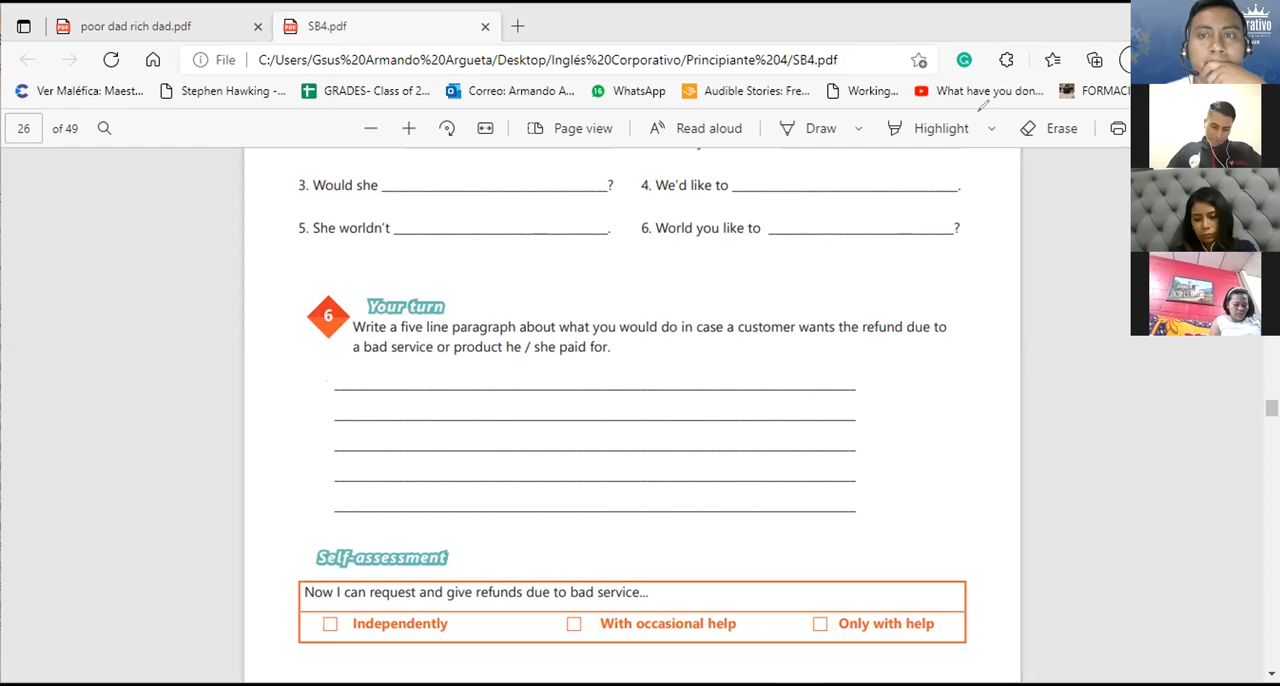 poor dad rich dad.pdf
SB4.pdf
File
C:/Users/Gsus%20Armando%20Argueta/Desktop/Inglés%20Corporativo/Principiante%204/SB4.pdf
rativo
Ver Maléfica: Maest...
Stephen Hawking -...
GRADES- Class of 2...
Correo: Armando A...
WhatsApp
Audible Stories: Fre...
Working...
What have you don...
FORMACI
26
of 49
Page view
Read aloud
Draw
Highlight
Erase
3. Would she ______________________________?
4. We'd like to ______________________________.
5. She worldn't ____________________________.
6. World you like to _________________________?
6
Your turn
Write a five line paragraph about what you would do in case a customer wants the refund due to
a bad service or product he / she paid for.
Self-assessment
Now I can request and give refunds due to bad service...
Independently
With occasional help
Only with help